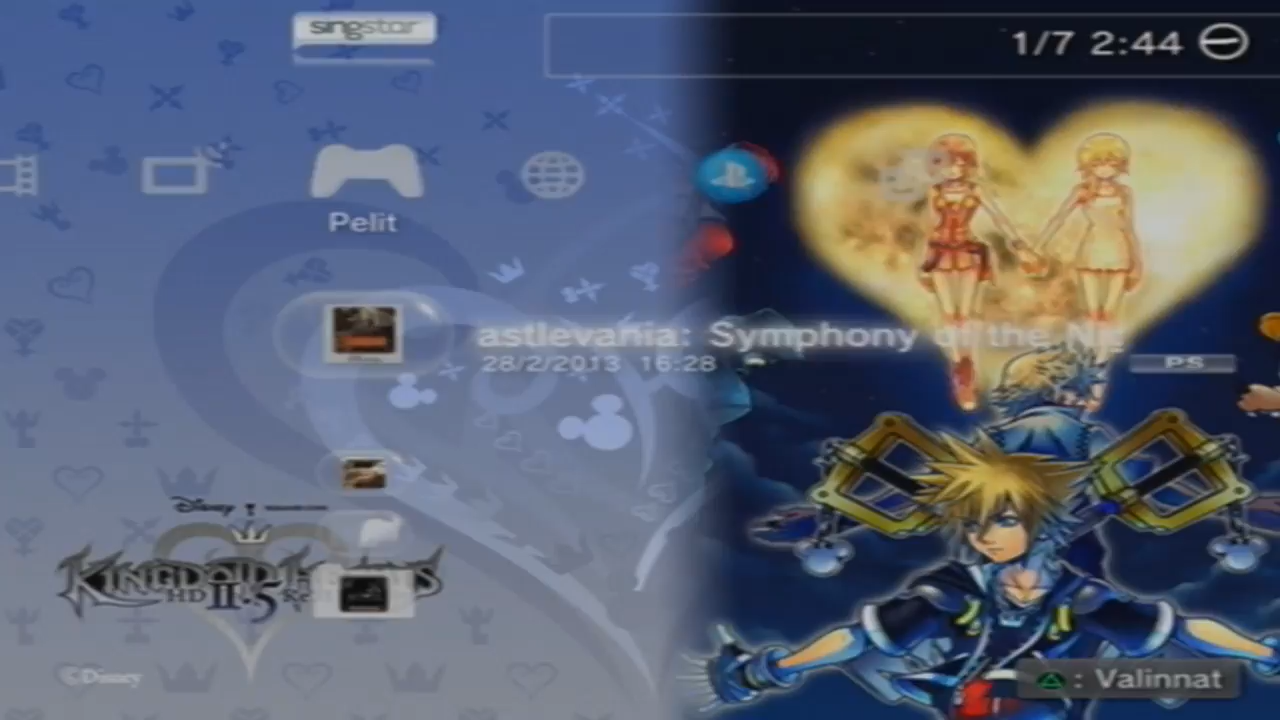 singstar
1/7 2:44
Pelit
astlevania: Symphony of the Ni
28/2/2013 16:28
PS
Disney
KINGDOM HEARTS
HD II.5 Re
©Disney
: Valinnat